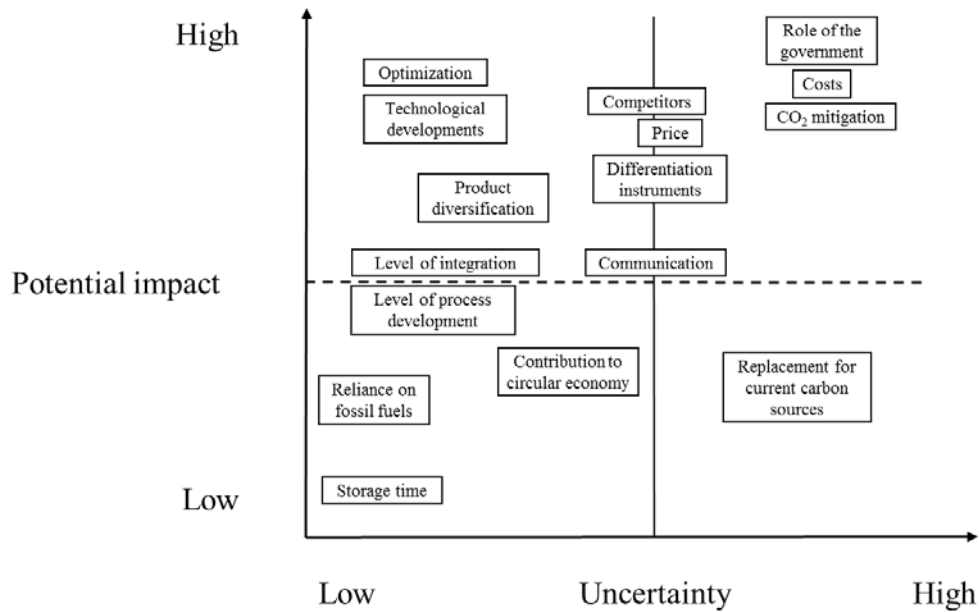 High
Role of the
government
Optimization
Costs
Technological
developments
Competitors
CO₂ mitigation
Price
Differentiation
instruments
Product
diversification
Level of integration
Communication
Potential impact
Level of process
development
Contribution to
circular economy
Replacement for
current carbon
sources
Reliance on
fossil fuels
Storage time
Low
Low
Uncertainty
High